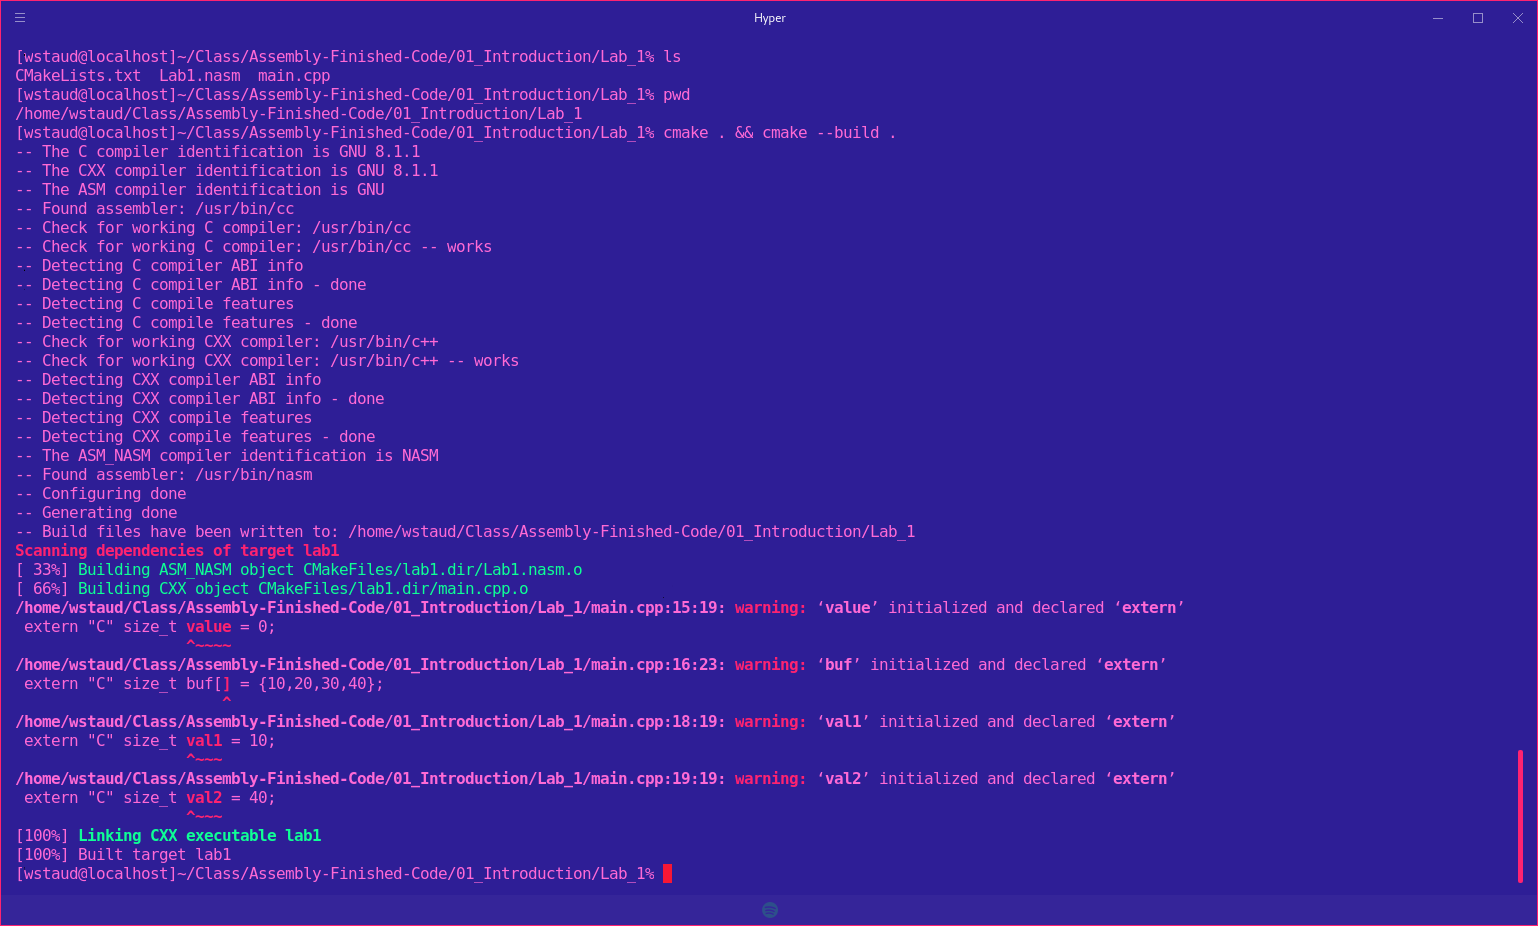 Hyper
[wstaud@localhost]~/Class/Assembly-Finished-Code/01_Introduction/Lab_1% ls
CMakeLists.txt  Lab1.nasm  main.cpp
[wstaud@localhost]~/Class/Assembly-Finished-Code/01_Introduction/Lab_1% pwd
/home/wstaud/Class/Assembly-Finished-Code/01_Introduction/Lab_1
[wstaud@localhost]~/Class/Assembly-Finished-Code/01_Introduction/Lab_1% cmake . && cmake --build .
-- The C compiler identification is GNU 8.1.1
-- The CXX compiler identification is GNU 8.1.1
-- The ASM compiler identification is GNU
-- Found assembler: /usr/bin/cc
-- Check for working C compiler: /usr/bin/cc
-- Check for working C compiler: /usr/bin/cc -- works
-- Detecting C compiler ABI info
-- Detecting C compiler ABI info - done
-- Detecting C compile features
-- Detecting C compile features - done
-- Check for working CXX compiler: /usr/bin/c++
-- Check for working CXX compiler: /usr/bin/c++ -- works
-- Detecting CXX compiler ABI info
-- Detecting CXX compiler ABI info - done
-- Detecting CXX compile features
-- Detecting CXX compile features - done
-- The ASM_NASM compiler identification is NASM
-- Found assembler: /usr/bin/nasm
-- Configuring done
-- Generating done
-- Build files have been written to: /home/wstaud/Class/Assembly-Finished-Code/01_Introduction/Lab_1
Scanning dependencies of target lab1
[ 33%] Building ASM_NASM object CMakeFiles/lab1.dir/Lab1.nasm.o
[ 66%] Building CXX object CMakeFiles/lab1.dir/main.cpp.o
/home/wstaud/Class/Assembly-Finished-Code/01_Introduction/Lab_1/main.cpp:15:19: warning: ‘value’ initialized and declared ‘extern’
 extern "C" size_t value = 0;
                   ^~~~~
/home/wstaud/Class/Assembly-Finished-Code/01_Introduction/Lab_1/main.cpp:16:23: warning: ‘buf’ initialized and declared ‘extern’
 extern "C" size_t buf[] = {10,20,30,40};
                       ^
/home/wstaud/Class/Assembly-Finished-Code/01_Introduction/Lab_1/main.cpp:18:19: warning: ‘val1’ initialized and declared ‘extern’
 extern "C" size_t val1 = 10;
                   ^~~~
/home/wstaud/Class/Assembly-Finished-Code/01_Introduction/Lab_1/main.cpp:19:19: warning: ‘val2’ initialized and declared ‘extern’
 extern "C" size_t val2 = 40;
                   ^~~~
[100%] Linking CXX executable lab1
[100%] Built target lab1
[wstaud@localhost]~/Class/Assembly-Finished-Code/01_Introduction/Lab_1%